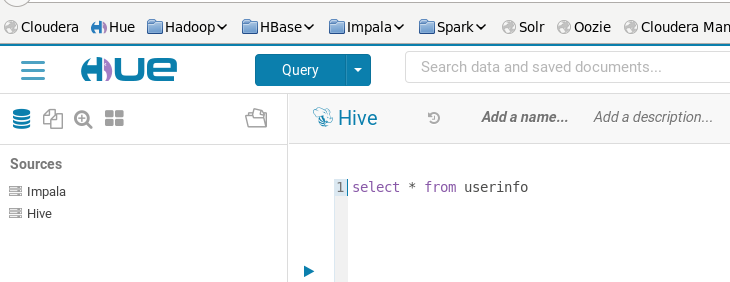 Cloudera Hue Hadoop HBase Impala Spark Solr Oozie Cloudera Man
HUE Query Search data and saved documents...
Hive Add a name... Add a description...
Sources
Impala
Hive
1 select * from userinfo